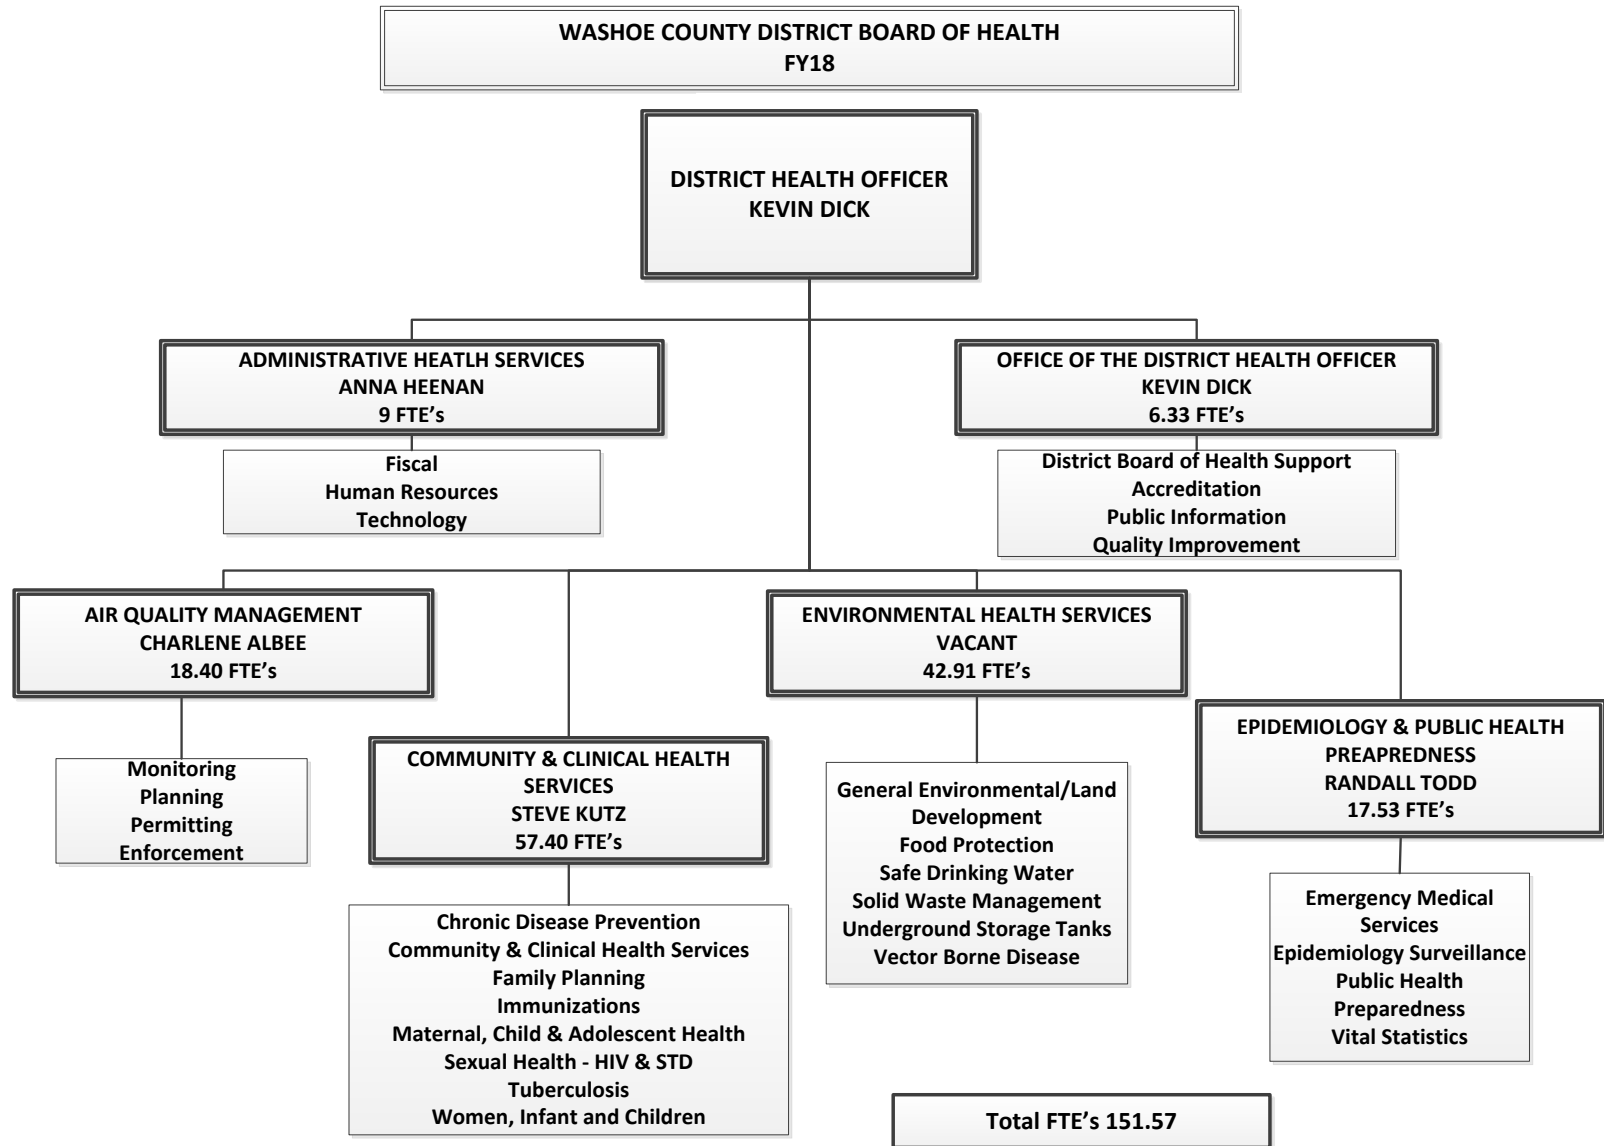 WASHOE COUNTY DISTRICT BOARD OF HEALTH
FY18
DISTRICT HEALTH OFFICER
KEVIN DICK
ADMINISTRATIVE HEATLH SERVICES
ANNA HEENAN
9 FTE’s
Fiscal
Human Resources
Technology
OFFICE OF THE DISTRICT HEALTH OFFICER
KEVIN DICK
6.33 FTE’s
District Board of Health Support
Accreditation
Public Information
Quality Improvement
AIR QUALITY MANAGEMENT
CHARLENE ALBEE
18.40 FTE’s
Monitoring
Planning
Permitting
Enforcement
COMMUNITY & CLINICAL HEALTH
SERVICES
STEVE KUTZ
57.40 FTE’s
Chronic Disease Prevention
Community & Clinical Health Services
Family Planning
Immunizations
Maternal, Child & Adolescent Health
Sexual Health - HIV & STD
Tuberculosis
Women, Infant and Children
ENVIRONMENTAL HEALTH SERVICES
VACANT
42.91 FTE’s
General Environmental/Land
Development
Food Protection
Safe Drinking Water
Solid Waste Management
Underground Storage Tanks
Vector Borne Disease
EPIDEMIOLOGY & PUBLIC HEALTH
PREAPREDNESS
RANDALL TODD
17.53 FTE’s
Emergency Medical
Services
Epidemiology Surveillance
Public Health
Preparedness
Vital Statistics
Total FTE’s 151.57